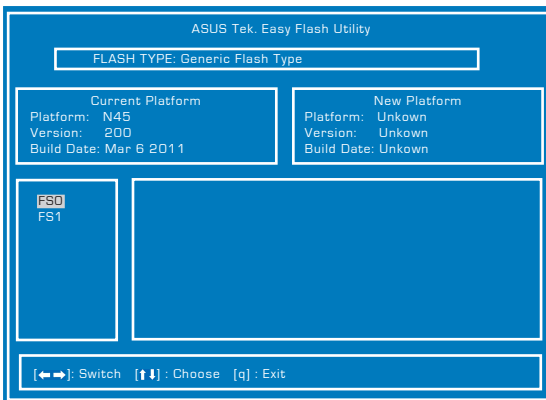 ASUS Tek. Easy Flash Utility
FLASH TYPE: Generic Flash Type
Current Platform
Platform: N45
Version: 200
Build Date: Mar 6 2011
New Platform
Platform: Unkown
Version: Unkown
Build Date: Unkown
FS0
FS1
[←→]: Switch [↑↓] : Choose [q] : Exit